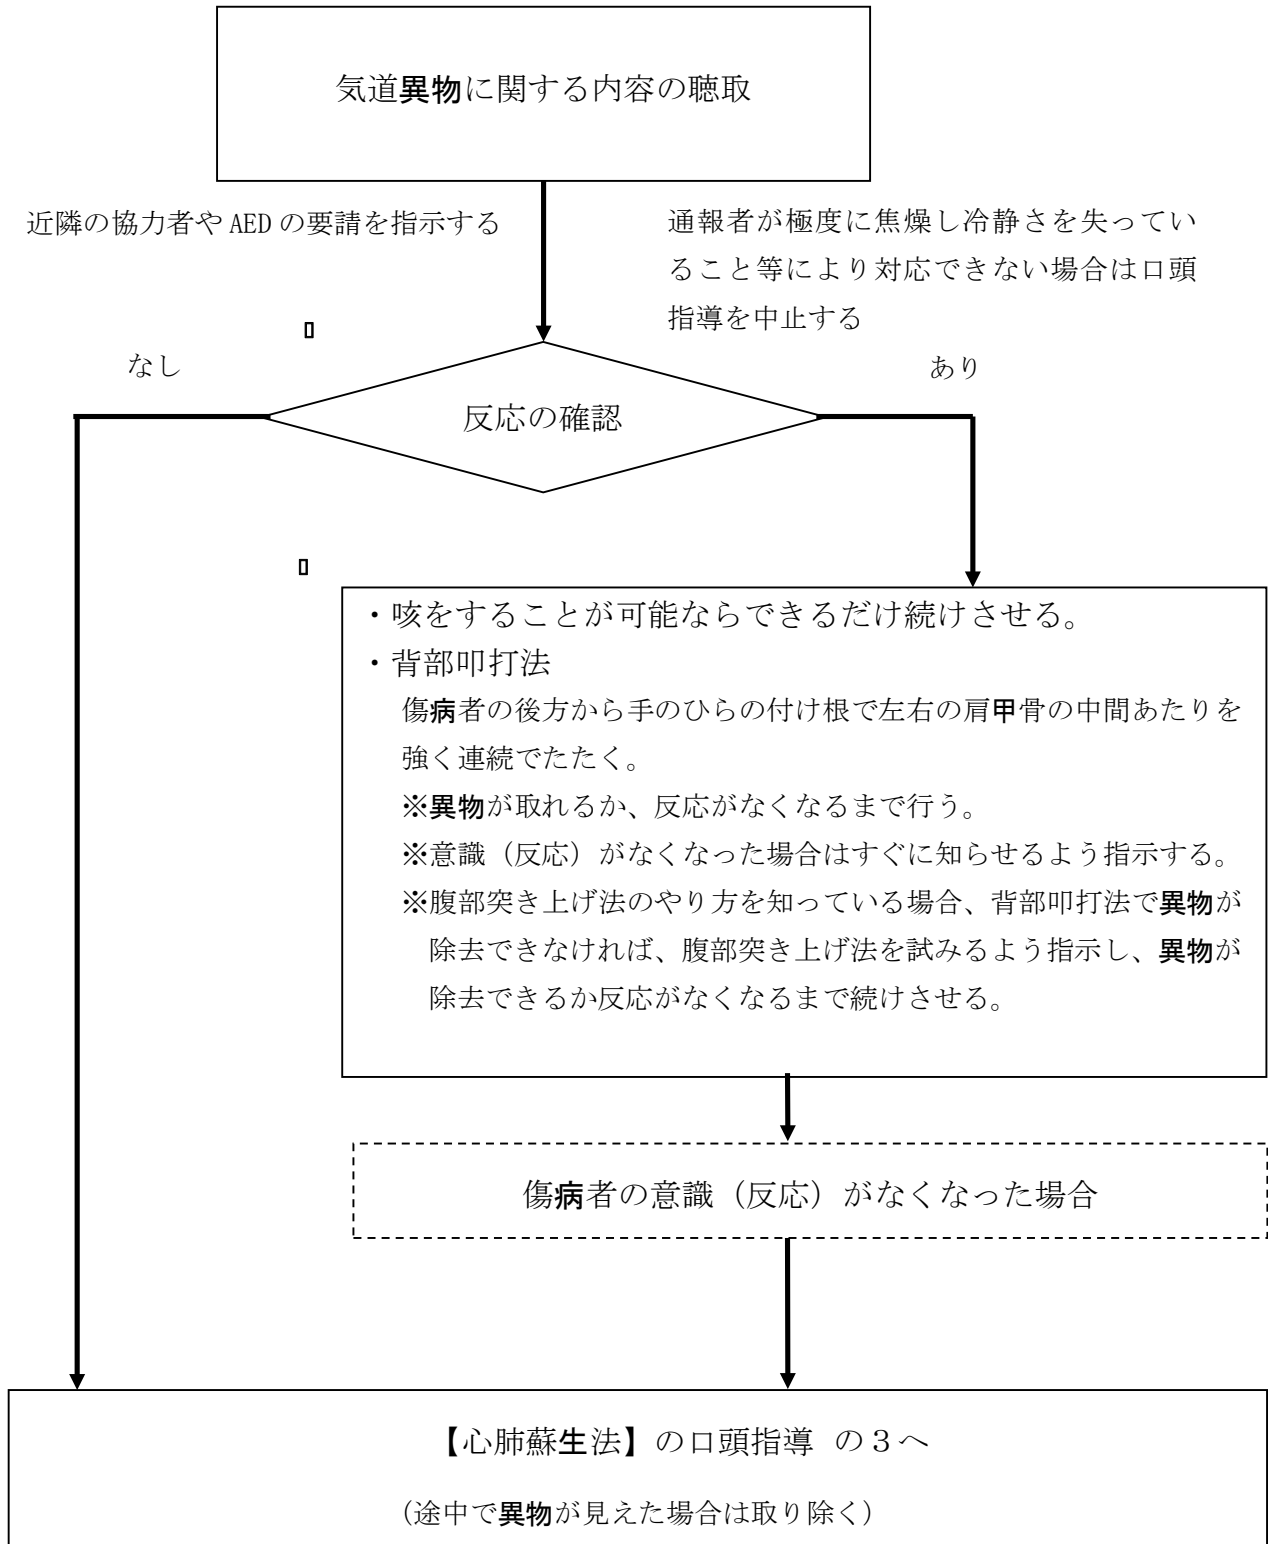 気道異物に関する内容の聴取
近隣の協力者や AED の要請を指示する
通報者が極度に焦燥し冷静さを失ってい
ること等により対応できない場合は口頭
指導を中止する
なし
あり
反応の確認
・咳をすることが可能ならできるだけ続けさせる。
・背部叩打法
傷病者の後方から手のひらの付け根で左右の肩甲骨の中間あたりを
強く連続でたたく。
※異物が取れるか、反応がなくなるまで行う。
※意識（反応）がなくなった場合はすぐに知らせるよう指示する。
※腹部突き上げ法のやり方を知っている場合、背部叩打法で異物が
除去できなければ、腹部突き上げ法を試みるよう指示し、異物が
除去できるか反応がなくなるまで続けさせる。
傷病者の意識（反応）がなくなった場合
【心肺蘇生法】の口頭指導 の３へ
（途中で異物が見えた場合は取り除く）